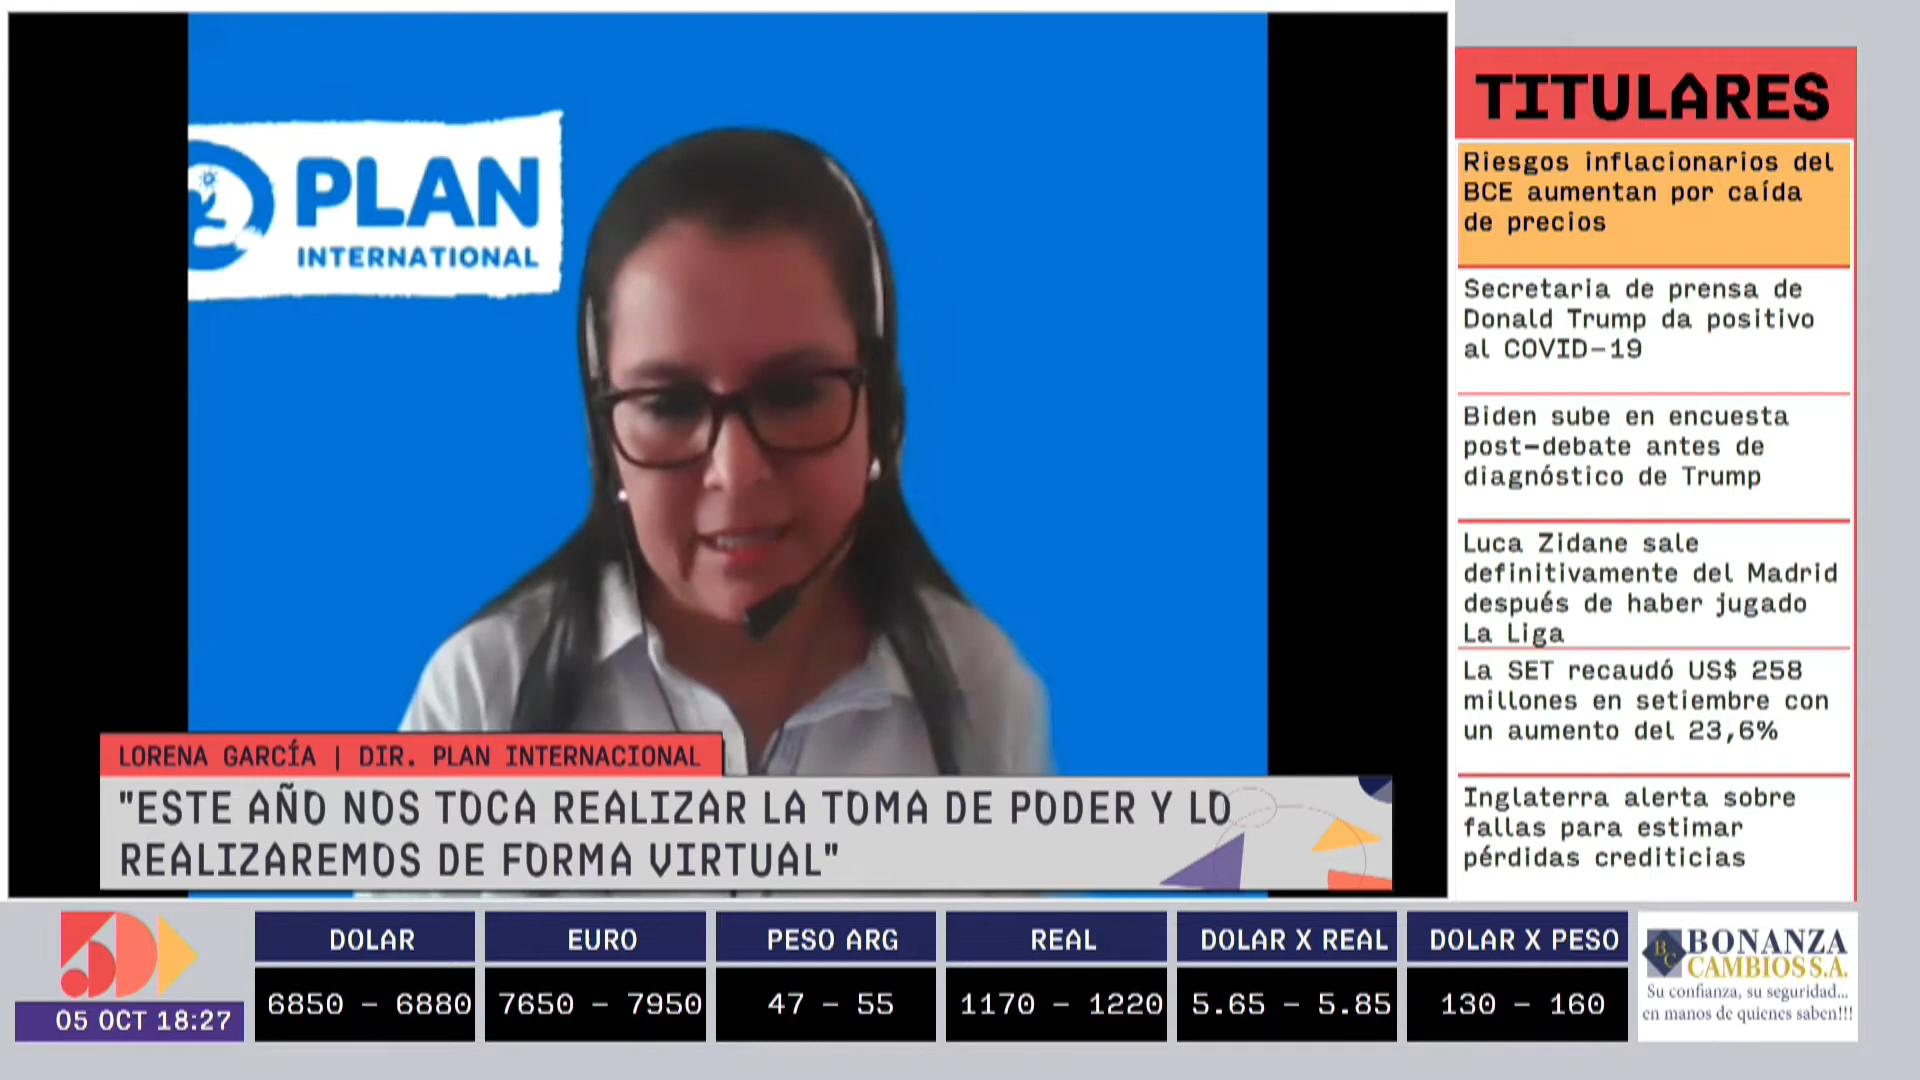 PLAN
INTERNATIONAL
LORENA GARCÍA | DIR. PLAN INTERNACIONAL
"ESTE AÑO NOS TOCA REALIZAR LA TOMA DE PODER Y LO
REALIZAREMOS DE FORMA VIRTUAL"
TITULARES
Riesgos inflacionarios del
BCE aumentan por caída
de precios
Secretaria de prensa de
Donald Trump da positivo
al COVID-19
Biden sube en encuesta
post-debate antes de
diagnóstico de Trump
Luca Zidane sale
definitivamente del Madrid
después de haber jugado
La Liga
La SET recaudó US$ 258
millones en setiembre con
un aumento del 23,6%
Inglaterra alerta sobre
fallas para estimar
pérdidas crediticias
5D
05 OCT 18:27
DOLAR
6850 - 6880
EURO
7650 - 7950
PESO ARG
47 - 55
REAL
1170 - 1220
DOLAR X REAL
5.65 - 5.85
DOLAR X PESO
130 - 160
BC
BONANZA
CAMBIOS S.A.
Su confianza, su seguridad...
en manos de quienes saben!!!